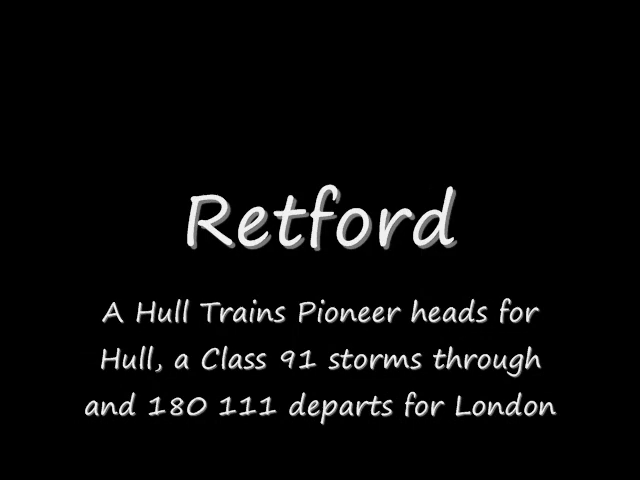 Retford
A Hull Trains Pioneer heads for
Hull, a Class 91 storms through
and 180 111 departs for London